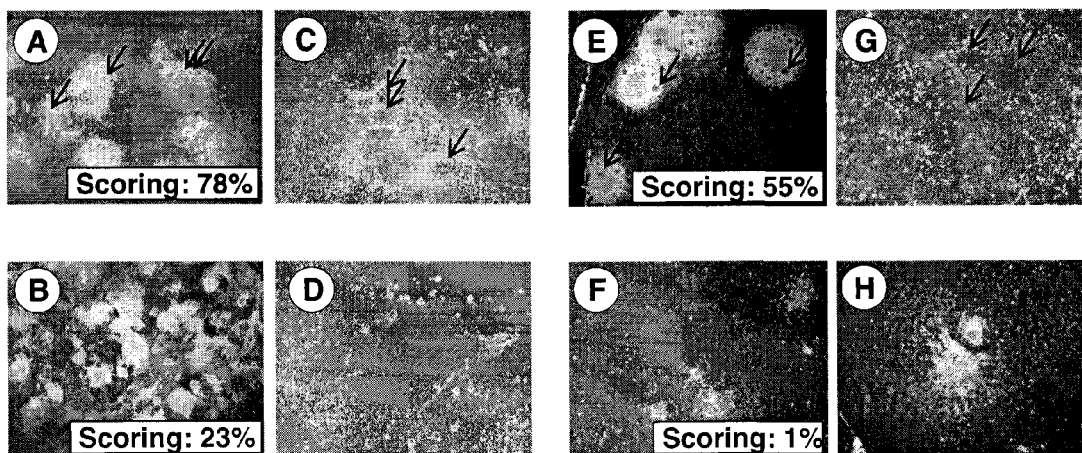 A
C
E
G
Scoring: 78%
Scoring: 55%
B
D
F
H
Scoring: 23%
Scoring: 1%